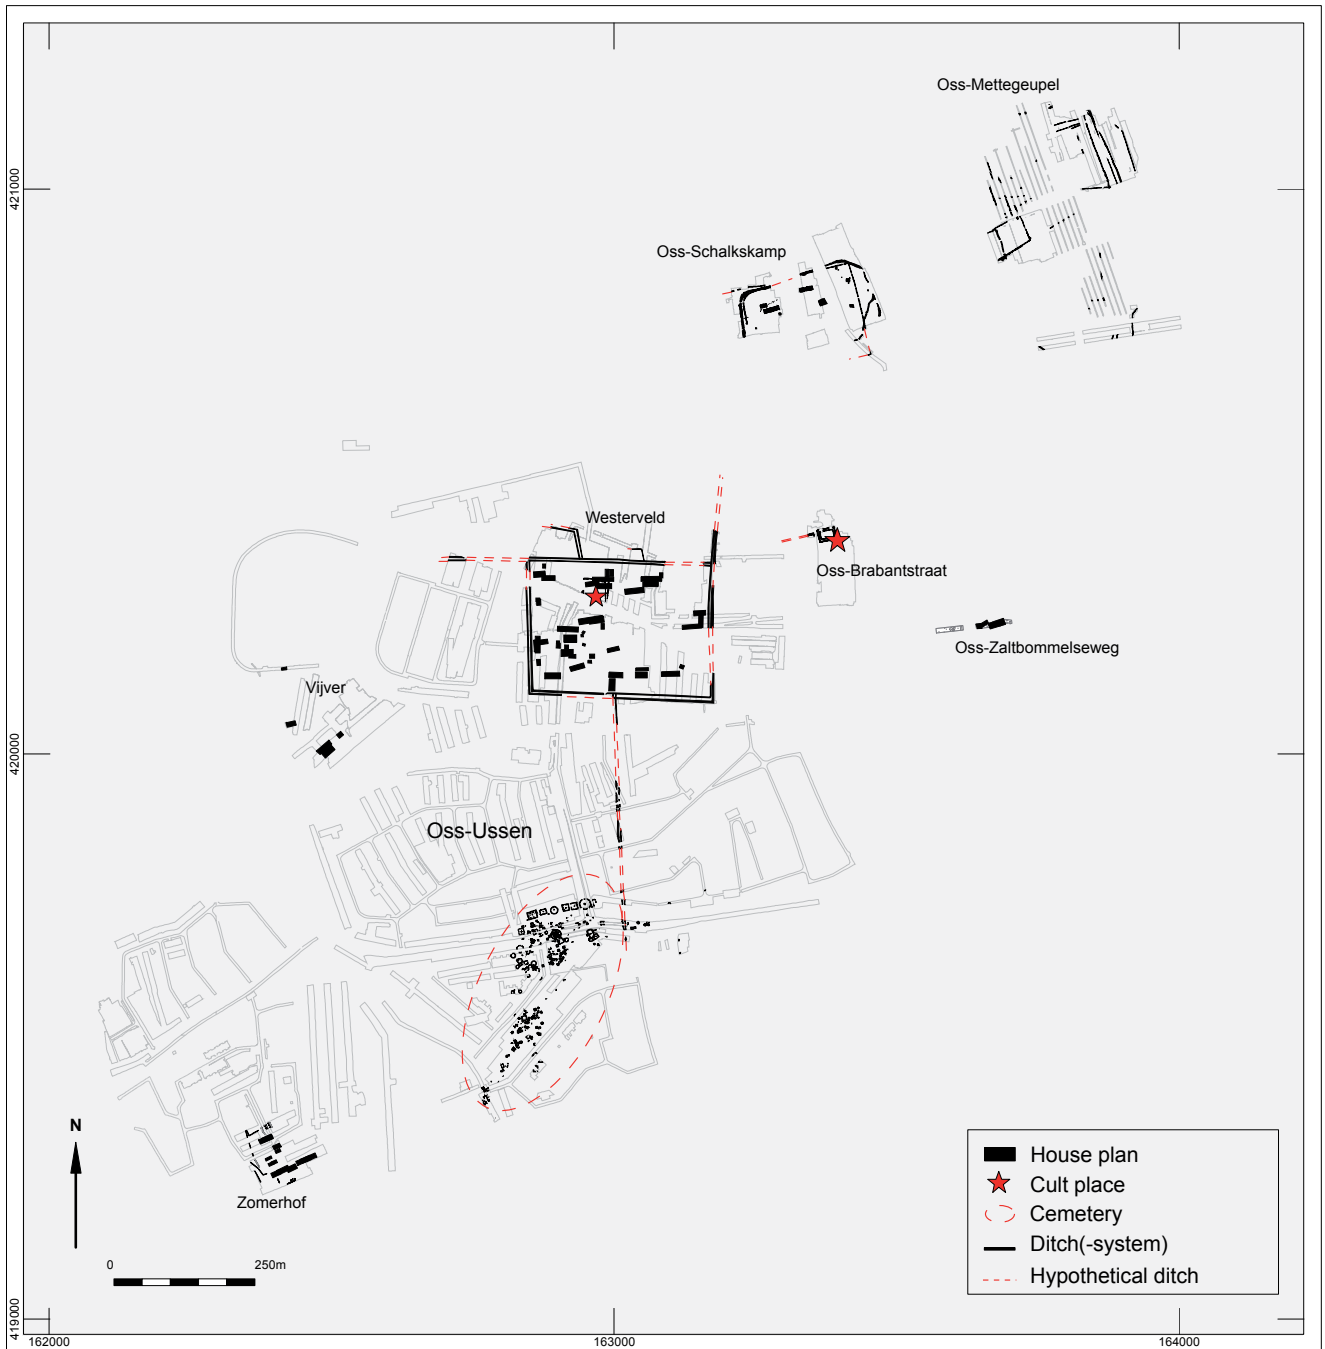 Oss-Mettegeupel
421000
Oss-Schalkskamp
Westerveld
Oss-Brabantstraat
Oss-Zaltbommelseweg
Vijver
420000
Oss-Ussen
N
Zomerhof
0 250m
House plan
Cult place
Cemetery
Ditch(-system)
Hypothetical ditch
419000
162000 163000 164000